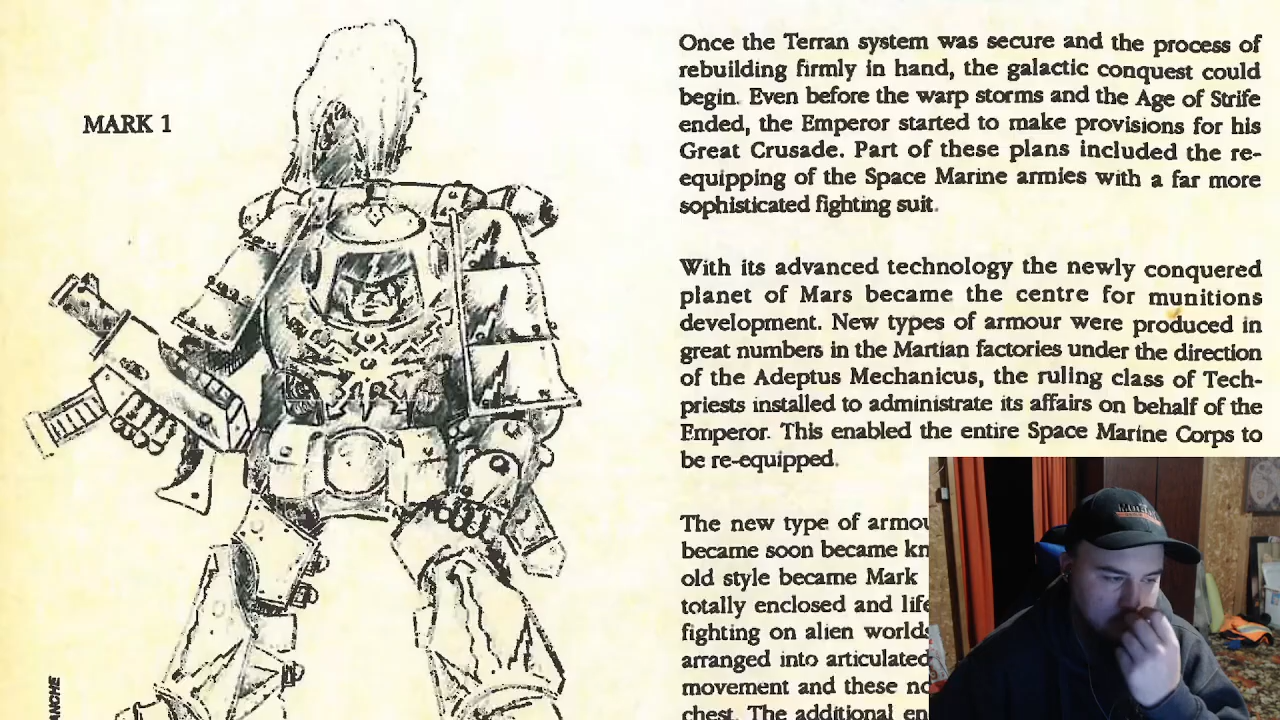 MARK 1
Once the Terran system was secure and the process of
rebuilding firmly in hand, the galactic conquest could
begin. Even before the warp storms and the Age of Strife
ended, the Emperor started to make provisions for his
Great Crusade. Part of these plans included the re-
equipping of the Space Marine armies with a far more
sophisticated fighting suit.
With its advanced technology the newly conquered
planet of Mars became the centre for munitions
development. New types of armour were produced in
great numbers in the Martian factories under the direction
of the Adeptus Mechanicus, the ruling class of Tech-
priests installed to administrate its affairs on behalf of the
Emperor. This enabled the entire Space Marine Corps to
be re-equipped.
The new type of armou
became soon became kn
old style became Mark
totally enclosed and life
fighting on alien worlds
arranged into articulated
movement and these no
chest. The additional en
ANCHE